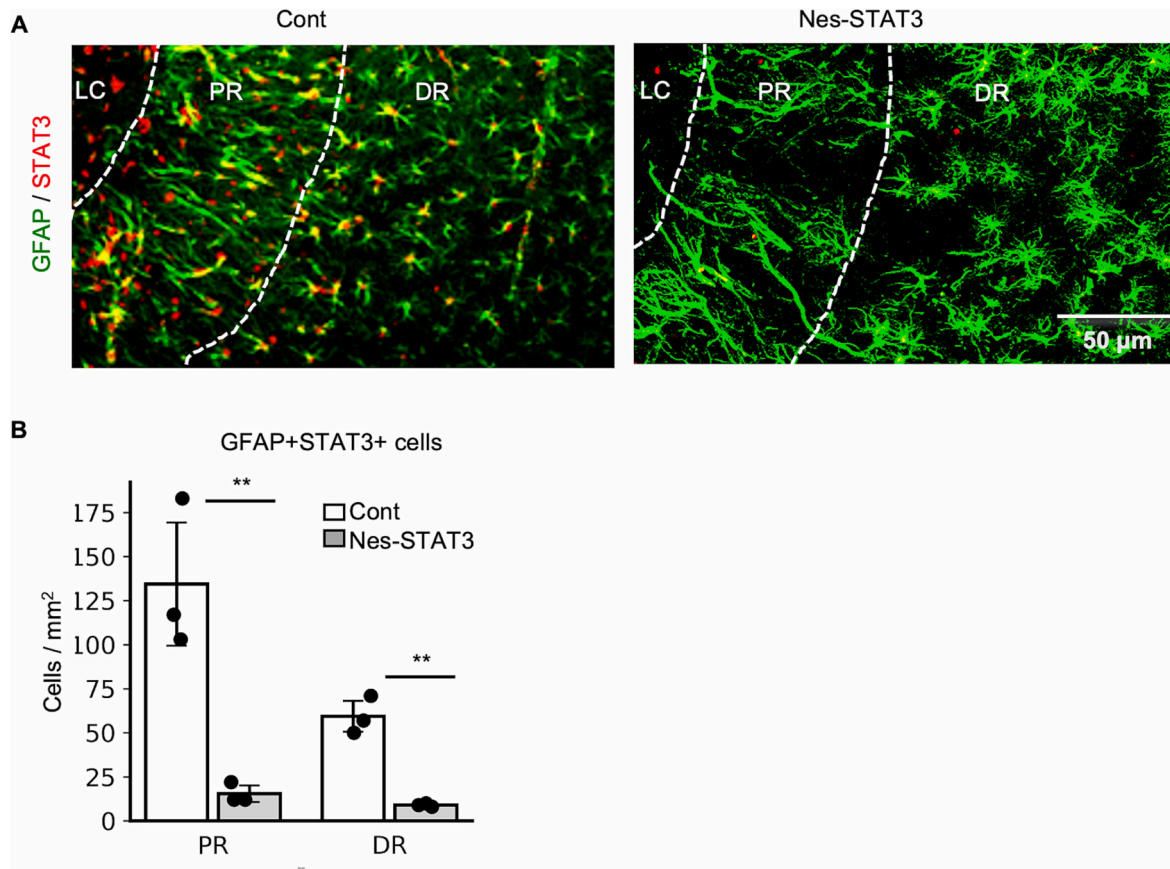 A
Cont
Nes-STAT3
GFAP / STAT3
LC
PR
DR
LC
PR
DR
50 µm
B
GFAP+STAT3+ cells
**
**
Cont
Nes-STAT3
Cells / mm²
175
150
125
100
75
50
25
0
PR
DR